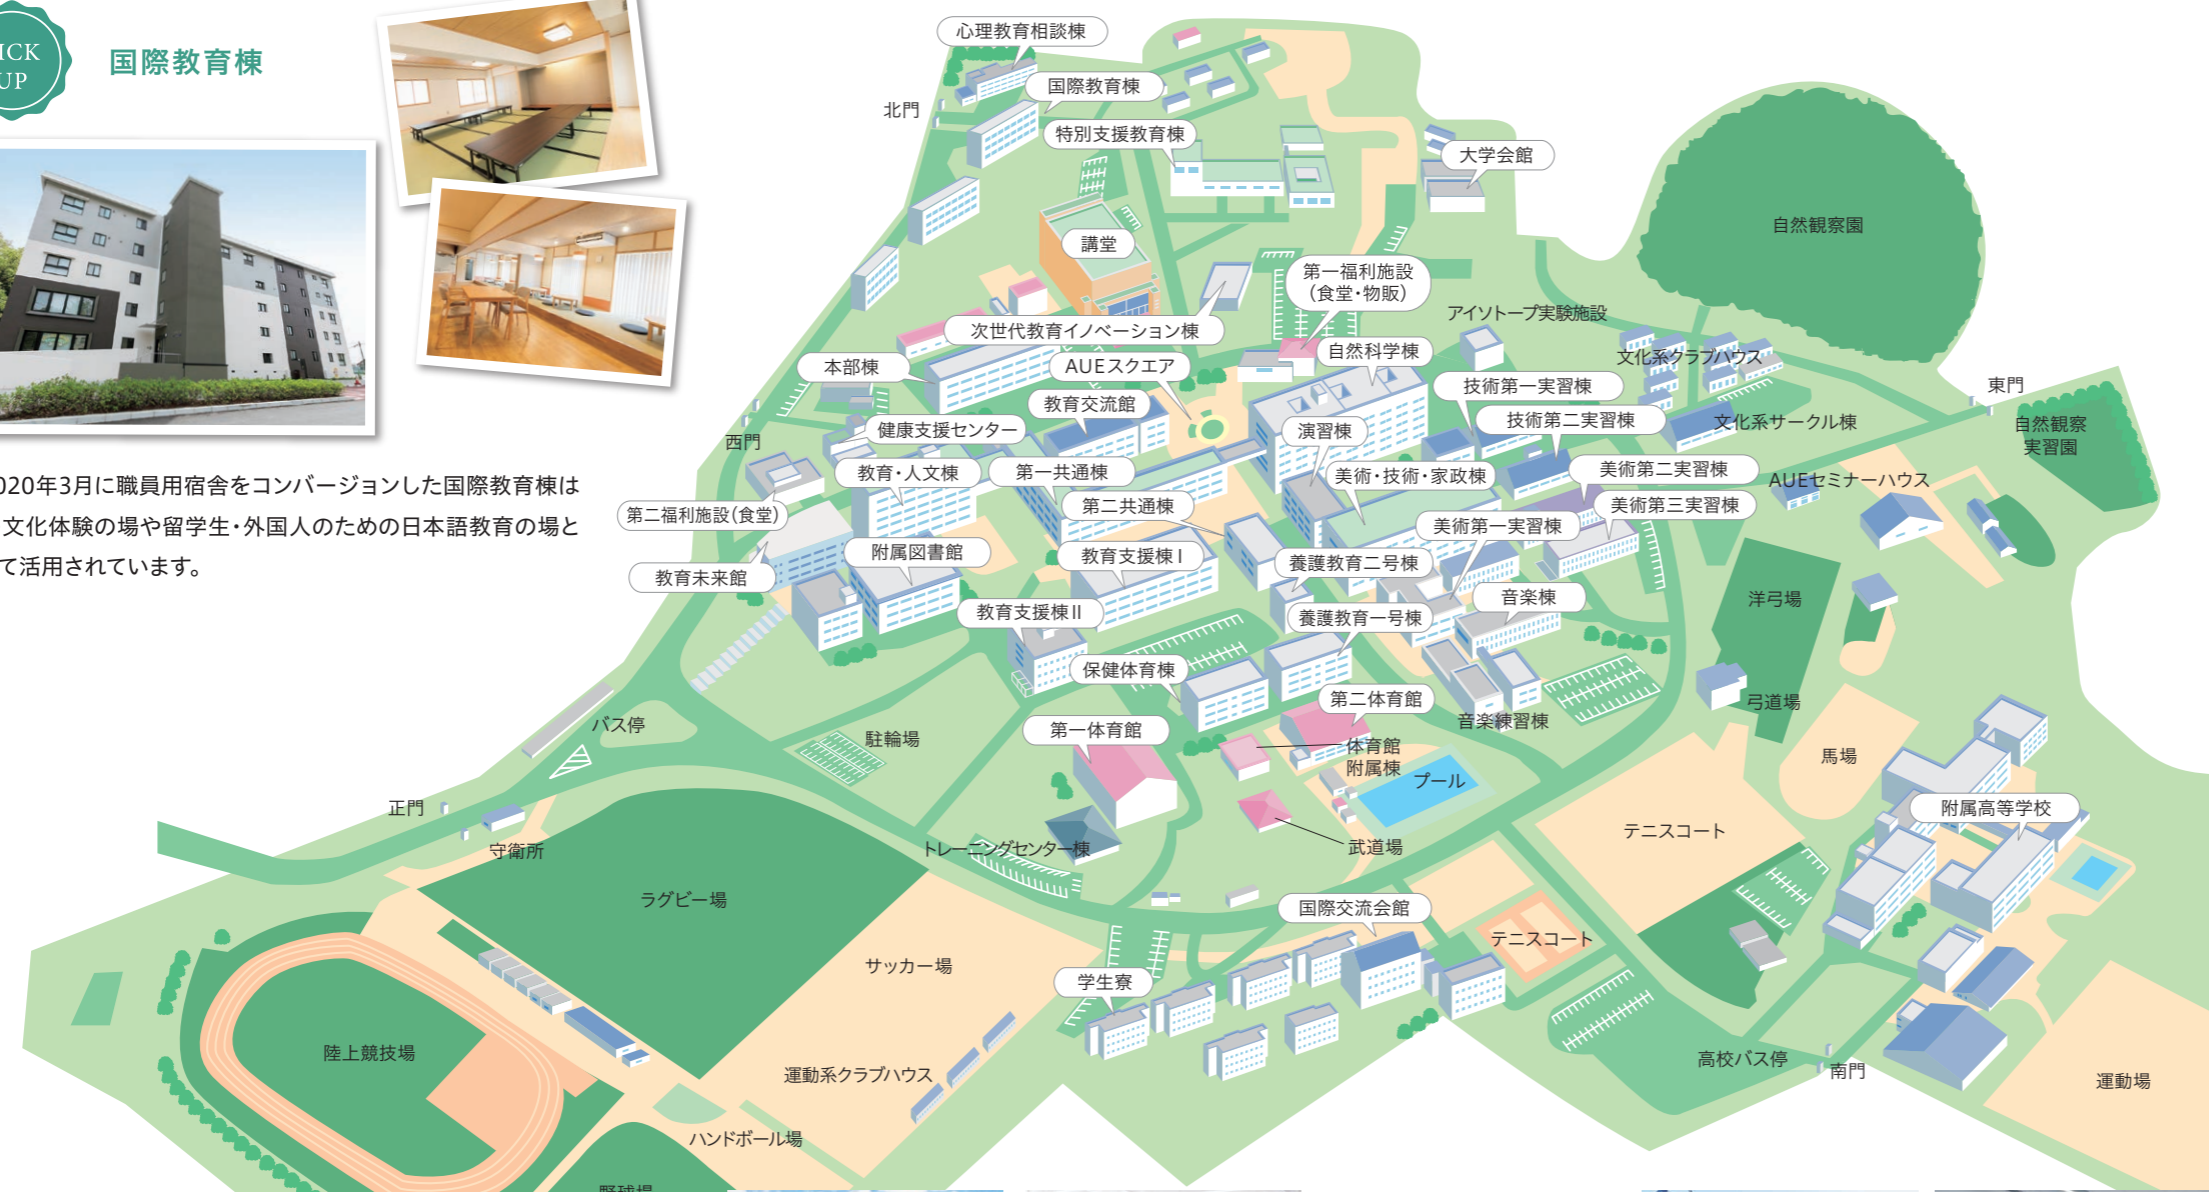 UP
国際教育棟
2020年3月に職員用宿舎をコンバージョンした国際教育棟は
文化体験の場や留学生・外国人のための日本語教育の場と
て活用されています。
心理教育相談棟
国際教育棟
北門
特別支援教育棟
大学会館
自然観察園
講堂
第一福利施設
（食堂・物販）
アイソトープ実験施設
次世代教育イノベーション棟
自然科学棟
文化系クラブハウス
本部棟
AUEスクエア
技術第一実習棟
東門
教育交流館
技術第二実習棟
文化系サークル棟
自然観察
実習園
西門
健康支援センター
演習棟
教育・人文棟
第一共通棟
美術・技術・家政棟
美術第二実習棟
AUEセミナーハウス
第二福利施設（食堂）
第二共通棟
美術第一実習棟
美術第三実習棟
教育未来館
附属図書館
教育支援棟Ⅰ
養護教育二号棟
音楽棟
洋弓場
教育支援棟Ⅱ
養護教育一号棟
保健体育棟
第二体育館
音楽練習棟
弓道場
バス停
駐輪場
第一体育館
体育館
附属棟
プール
馬場
正門
守衛所
トレーニングセンター棟
武道場
テニスコート
附属高等学校
ラグビー場
国際交流会館
テニスコート
サッカー場
学生寮
陸上競技場
運動系クラブハウス
高校バス停
南門
運動場
ハンドボール場